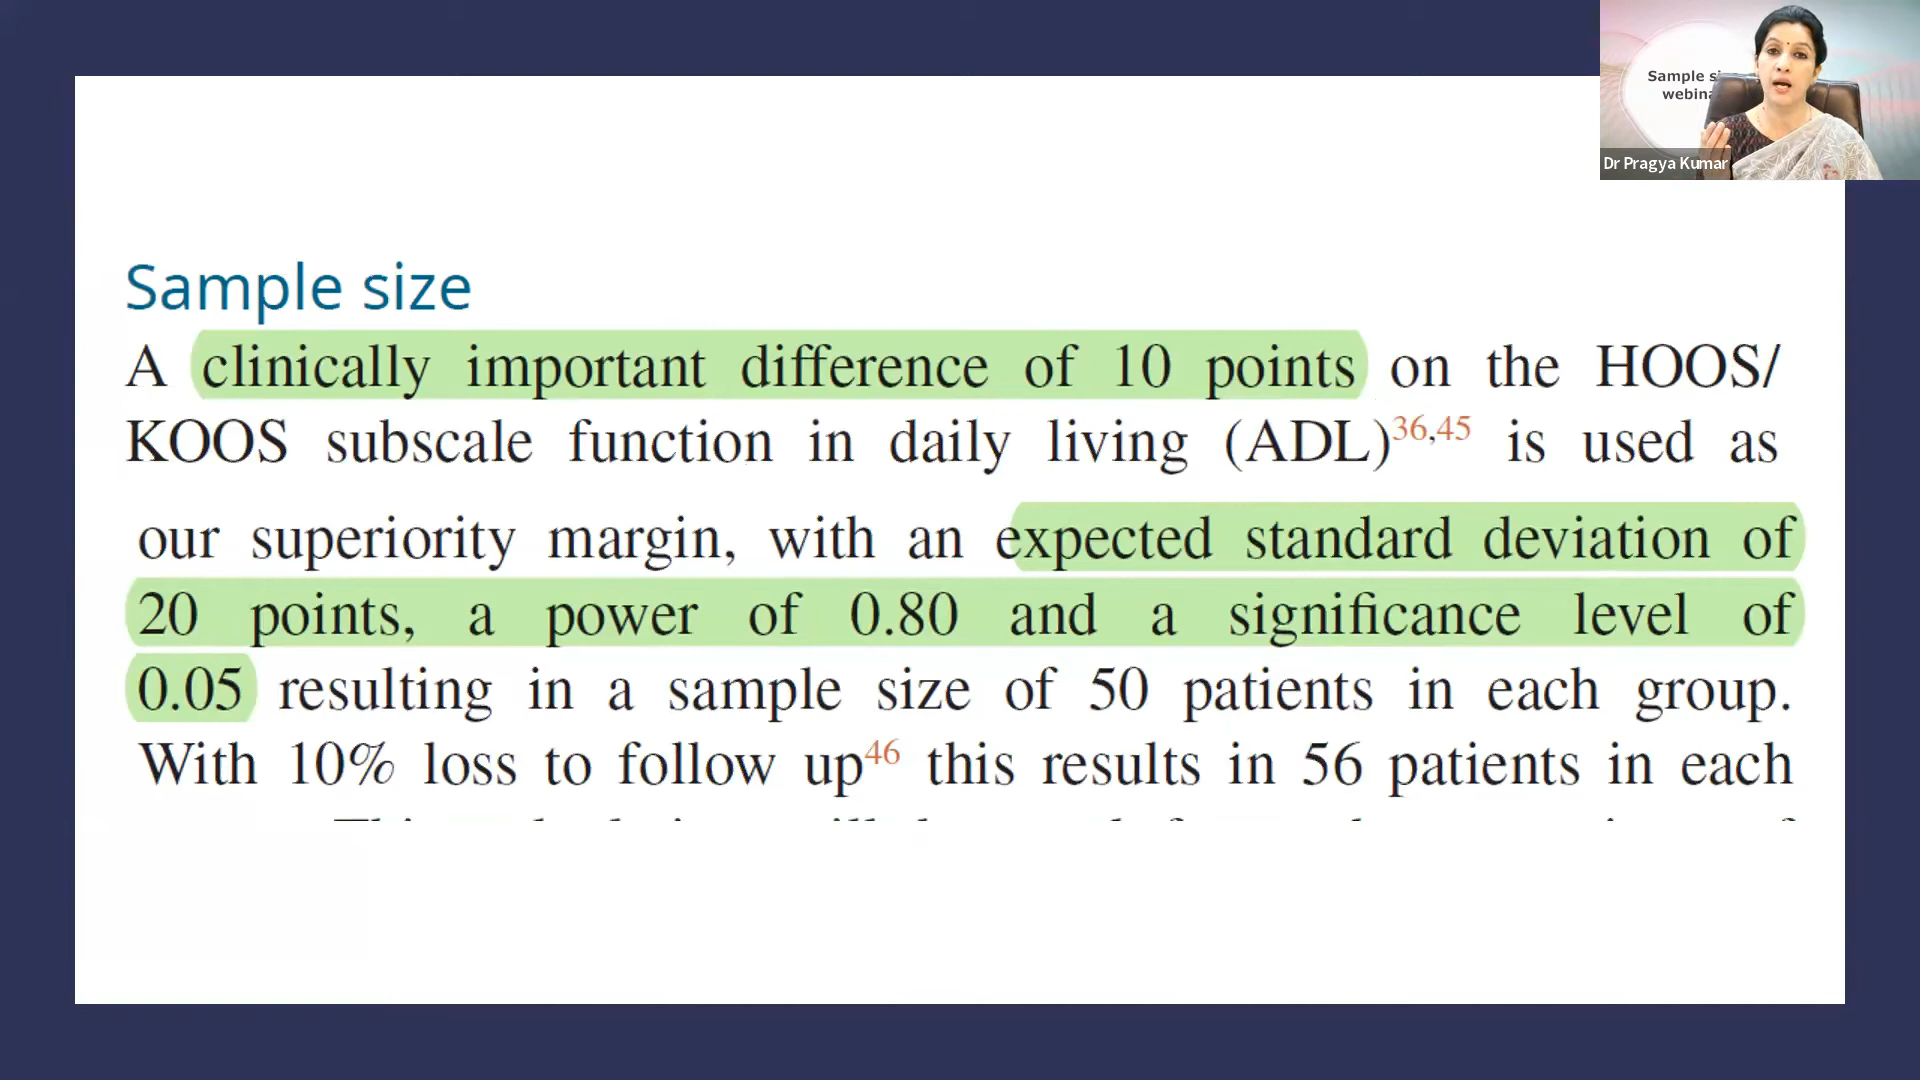 Sample size
A clinically important difference of 10 points on the HOOS/
KOOS subscale function in daily living (ADL)36,45 is used as
our superiority margin, with an expected standard deviation of
20 points, a power of 0.80 and a significance level of
0.05 resulting in a sample size of 50 patients in each group.
With 10% loss to follow up46 this results in 56 patients in each
Sample
Dr Pragya Kumar